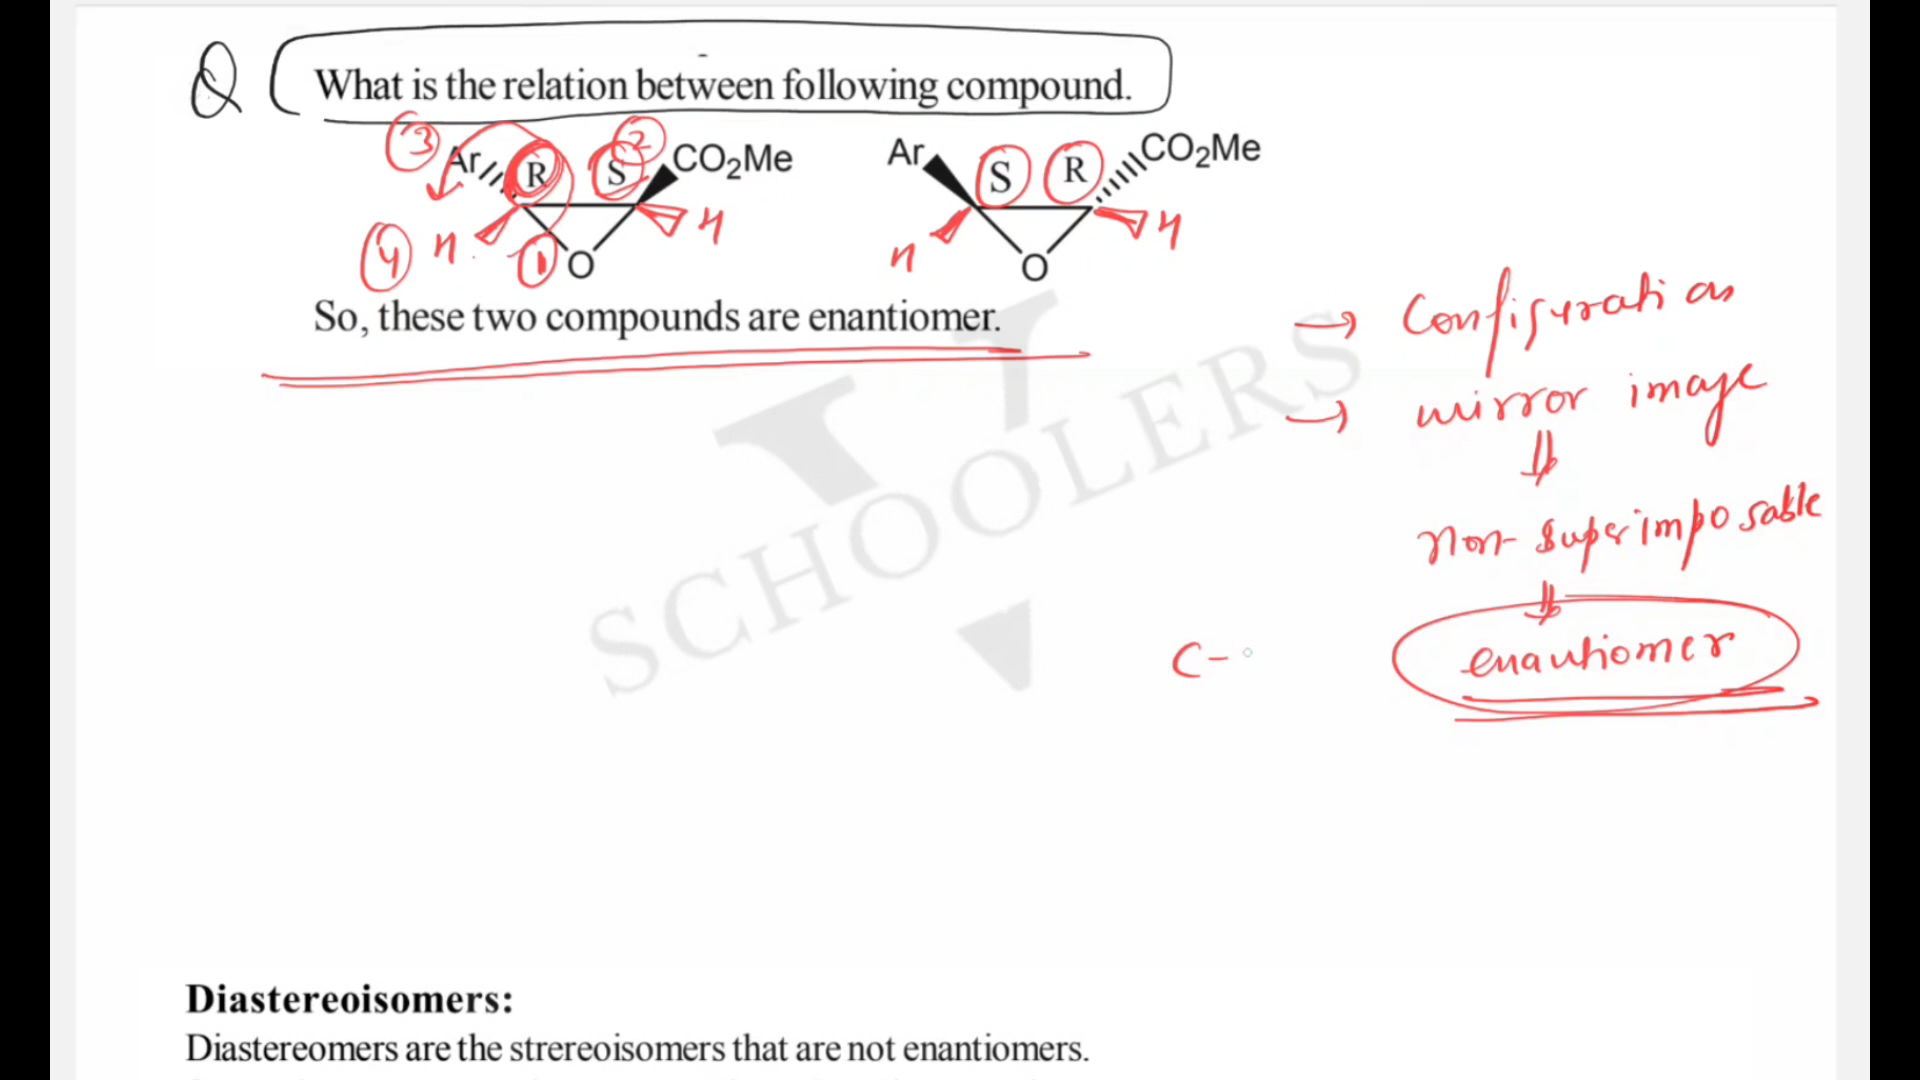 Q What is the relation between following compound.
3 Ar R S 2 CO2Me Ar S R CO2Me
4 H 1 O H H O H
So, these two compounds are enantiomer.
→ Configuration
→ mirror image
non-superimposable
C- enantiomer
SCHOOLERS
Diastereoisomers:
Diastereomers are the strereoisomers that are not enantiomers.